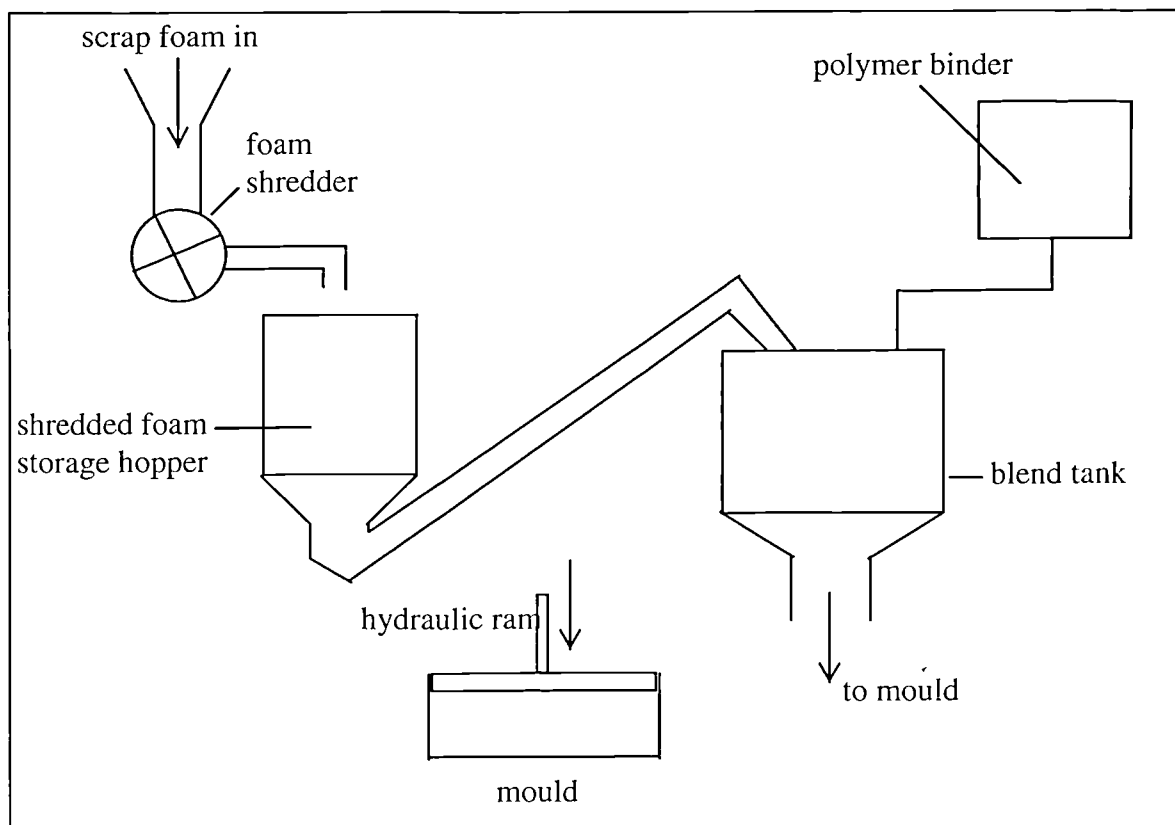 scrap foam in
polymer binder
foam
shredder
shredded foam
storage hopper
blend tank
hydraulic ram
to mould
mould